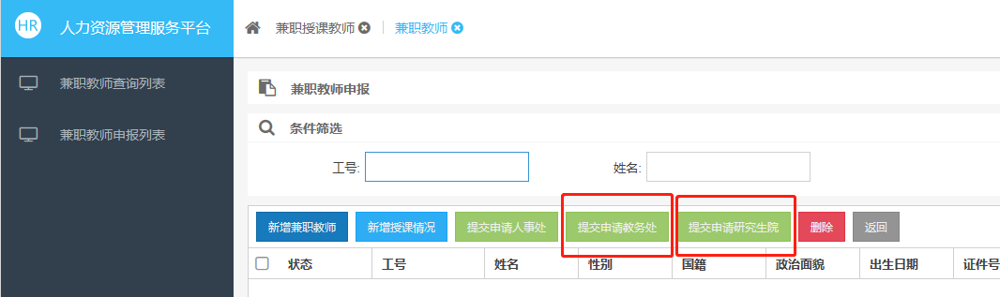 HR 人力资源管理服务平台
兼职授课教师 兼职教师
兼职教师查询列表
兼职教师申报列表
兼职教师申报
条件筛选
工号: 姓名:
新增兼职教师 新增授课情况 提交申请人事处 提交申请教务处 提交申请研究生院 删除 返回
状态 工号 姓名 性别 国籍 政治面貌 出生日期 证件号